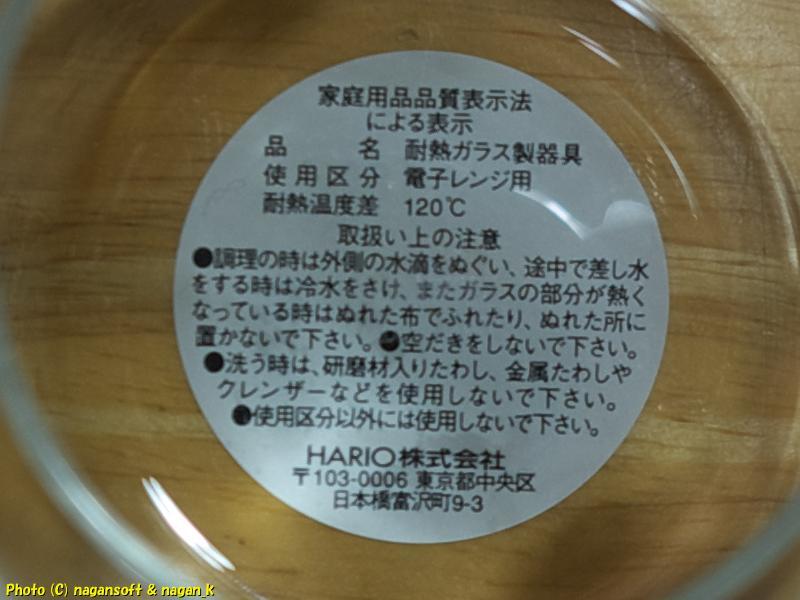 家庭用品品質表示法
による表示
品　　　名　耐熱ガラス製器具
使用区分　電子レンジ用
耐熱温度差　120℃
取扱い上の注意
●調理の時は外側の水滴をぬぐい、途中で差し水
をする時は冷水をさけ、またガラスの部分が熱く
なっている時はぬれた布でふれたり、ぬれた所に
置かないで下さい。●空だきをしないで下さい。
●洗う時は、研磨材入りたわし、金属たわしや
クレンザーなどを使用しないで下さい。
●使用区分以外には使用しないで下さい。
HARIO株式会社
〒103-0006 東京都中央区
日本橋富沢町9-3
Photo (C) nagansoft & nagan_k